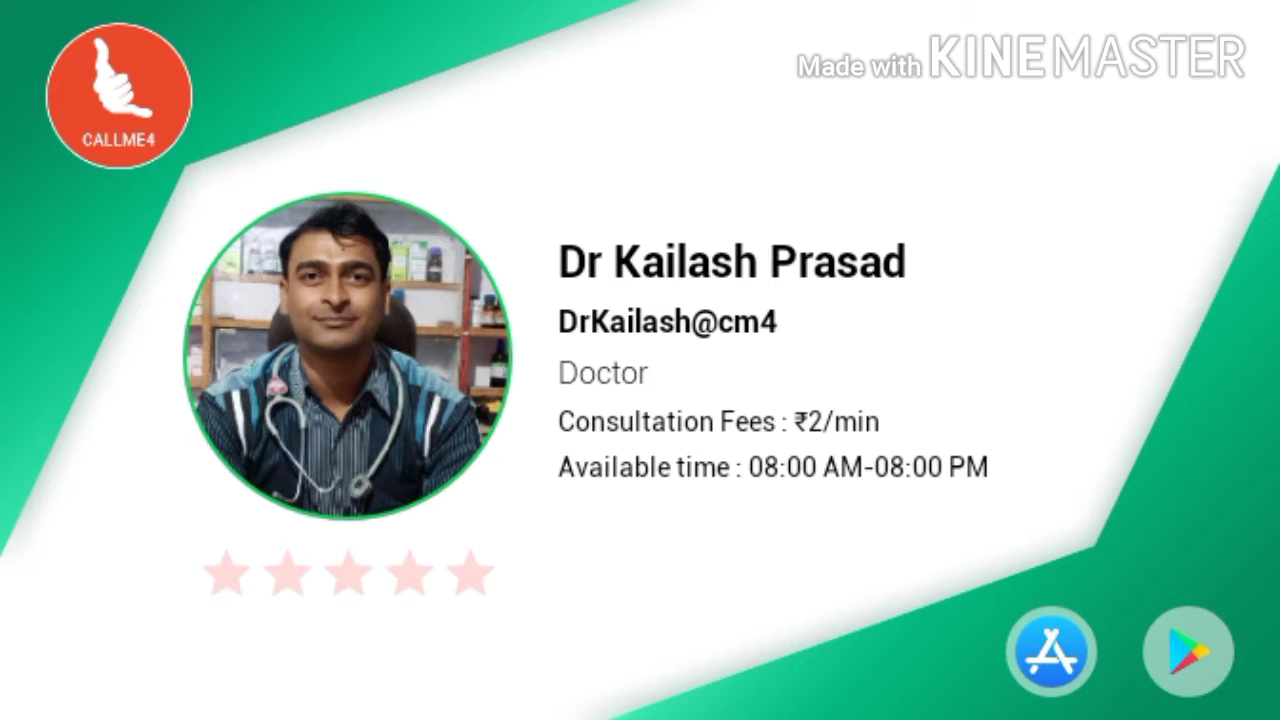 Made with KINEMASTER
CALLME4
Dr Kailash Prasad
DrKailash@cm4
Doctor
Consultation Fees : ₹2/min
Available time : 08:00 AM-08:00 PM